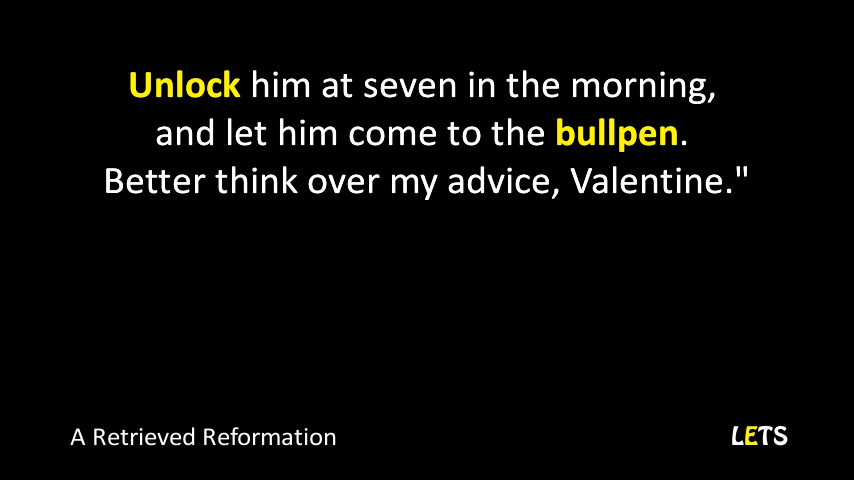 Unlock him at seven in the morning,
and let him come to the bullpen.
Better think over my advice, Valentine."
A Retrieved Reformation
LETS